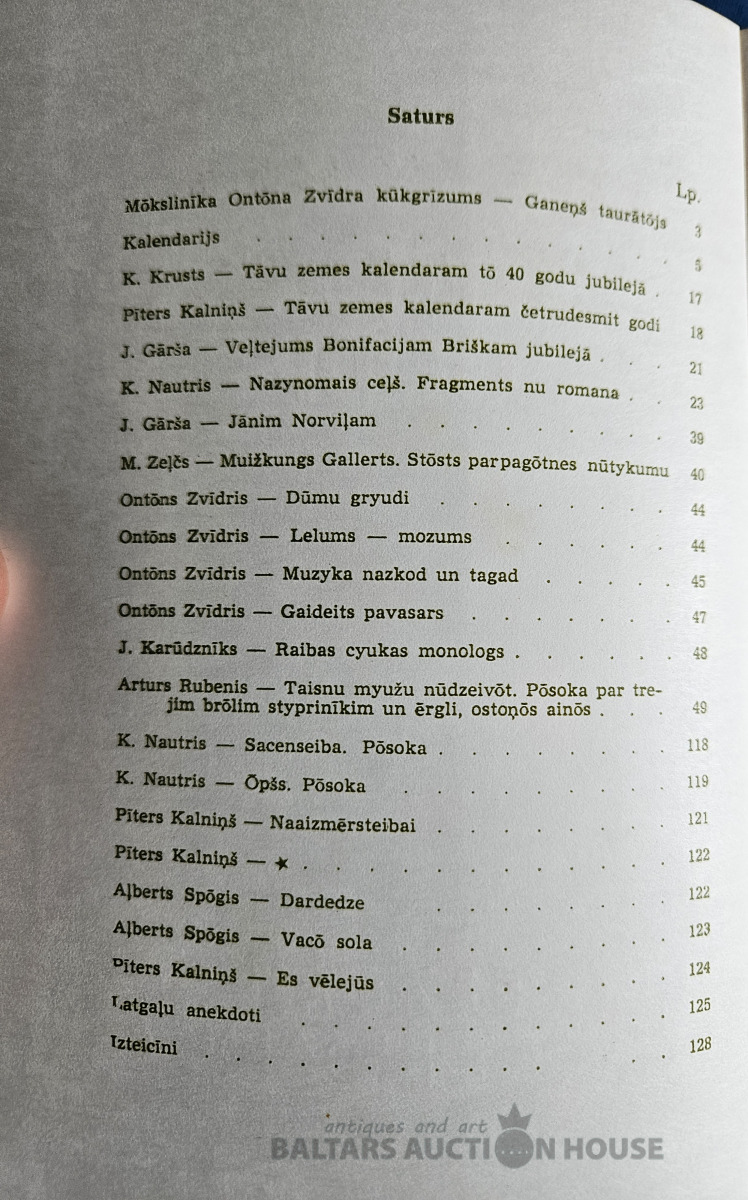 Saturs
Lp.
Mōkslinīka Ontōna Zvīdra kūkgrīzums — Ganeņš taurātōjs 3
Kalendarijs . . . . . . . . . . . . 5
K. Krusts — Tāvu zemes kalendaram tō 40 godu jubilejā . 17
Pīters Kalniņš — Tāvu zemes kalendaram četrudesmit godi 18
J. Gārša — Veļtejums Bonifacijam Briškam jubilejā . . . 21
K. Nautris — Nazynomais ceļš. Fragments nu romana . . 23
J. Gārša — Jānim Norviļam . . . . . . . . 39
M. Zeļčs — Muižkungs Gallerts. Stōsts parpagōtnes nūtykumu 40
Ontōns Zvīdris — Dūmu gryudi . . . . . . . 44
Ontōns Zvīdris — Lelums — mozums . . . . . 44
Ontōns Zvīdris — Muzyka nazkod un tagad . . . . 45
Ontōns Zvīdris — Gaideits pavasars . . . . . . 47
J. Karūdznīks — Raibas cyukas monologs . . . . . 48
Arturs Rubenis — Taisnu myužu nūdzeivōt. Pōsoka par tre-
jim brōlim styprinīkim un ērgli, ostoņōs ainōs . . . 49
K. Nautris — Sacenseiba. Pōsoka . . . . . . . 118
K. Nautris — Ōpšs. Pōsoka . . . . . . . 119
Pīters Kalniņš — Naaizmērsteibai . . . . . . . 121
Pīters Kalniņš — ★ . . . . . . . . . . 122
Aļberts Spōgis — Dardedze . . . . . . . 122
Aļberts Spōgis — Vacō sola . . . . . . . . 123
Pīters Kalniņš — Es vēlejūs . . . . . . . . 124
Latgaļu anekdoti . . . . . . . . . . . 125
Izteicīni . . . . . . . . . . . . 128
antiques and art
BALTARS AUCTION HOUSE